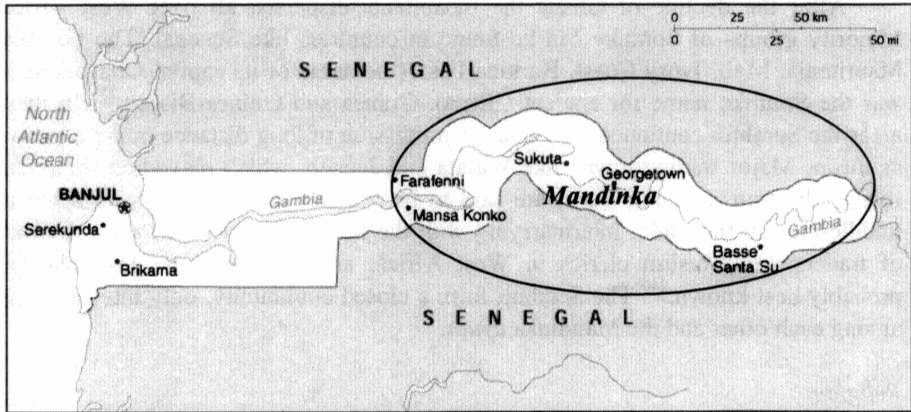 0 25 50 km
0 25 50 mi
SENEGAL
North
Atlantic
Ocean
Sukuta
Georgetown
Farafenni
Mandinka
BANJUL
Gambia
Mansa Konko
Gambia
Serekunda
Basse
Santa Su
Brikama
SENEGAL